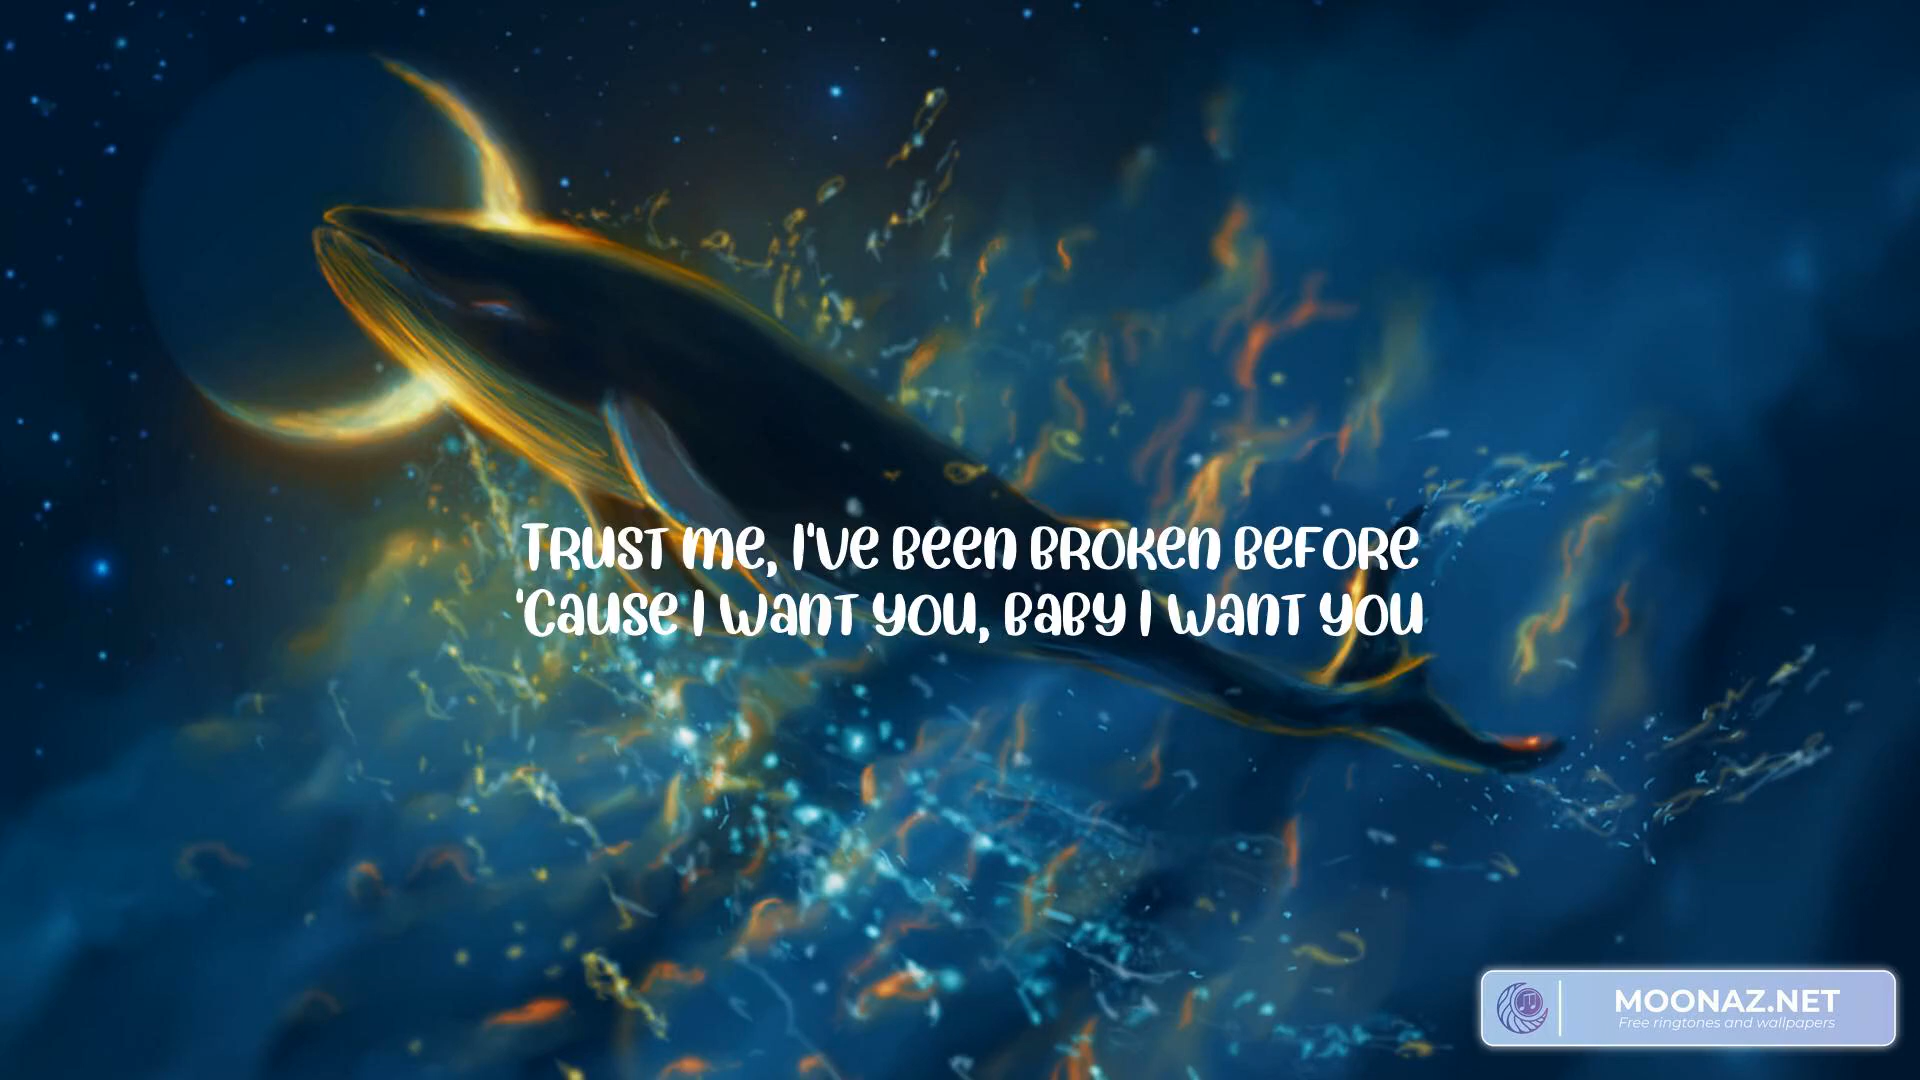 Trust me, I've been broken before
'Cause I want you, baby I want you
MOONAZ.NET
Free ringtones and wallpapers